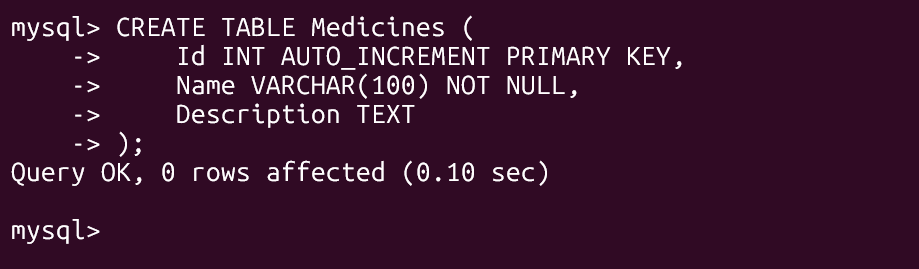 mysql> CREATE TABLE Medicines (
    ->     Id INT AUTO_INCREMENT PRIMARY KEY,
    ->     Name VARCHAR(100) NOT NULL,
    ->     Description TEXT
    -> );
Query OK, 0 rows affected (0.10 sec)

mysql>